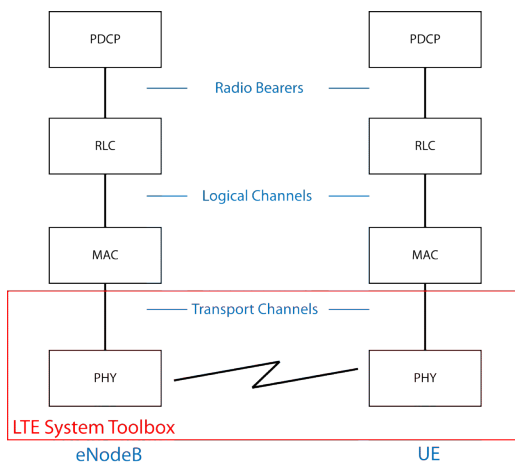 PDCP PDCP
Radio Bearers
RLC RLC
Logical Channels
MAC MAC
Transport Channels
PHY PHY
LTE System Toolbox
eNodeB UE